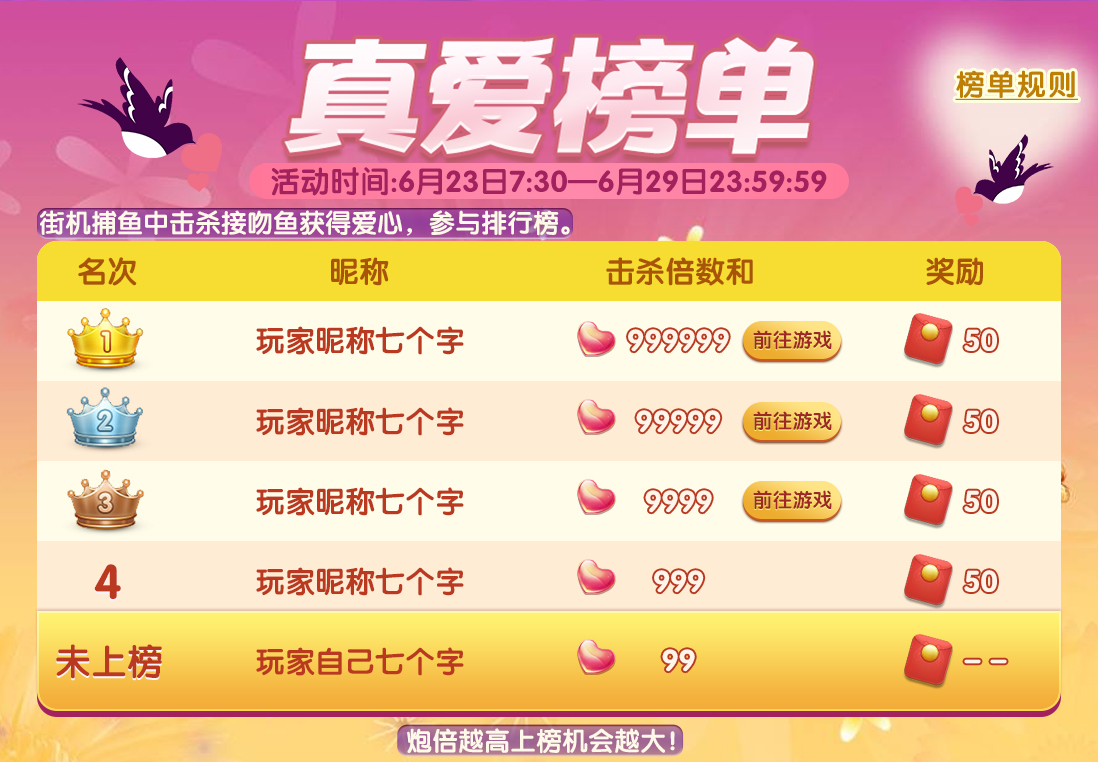 真爱榜单
榜单规则
活动时间:6月23日7:30—6月29日23:59:59
街机捕鱼中击杀接吻鱼获得爱心，参与排行榜。
名次 昵称 击杀倍数和 奖励
1 玩家昵称七个字 999999 前往游戏 50
2 玩家昵称七个字 99999 前往游戏 50
3 玩家昵称七个字 9999 前往游戏 50
4 玩家昵称七个字 999 50
未上榜 玩家自己七个字 99 --
炮倍越高上榜机会越大!